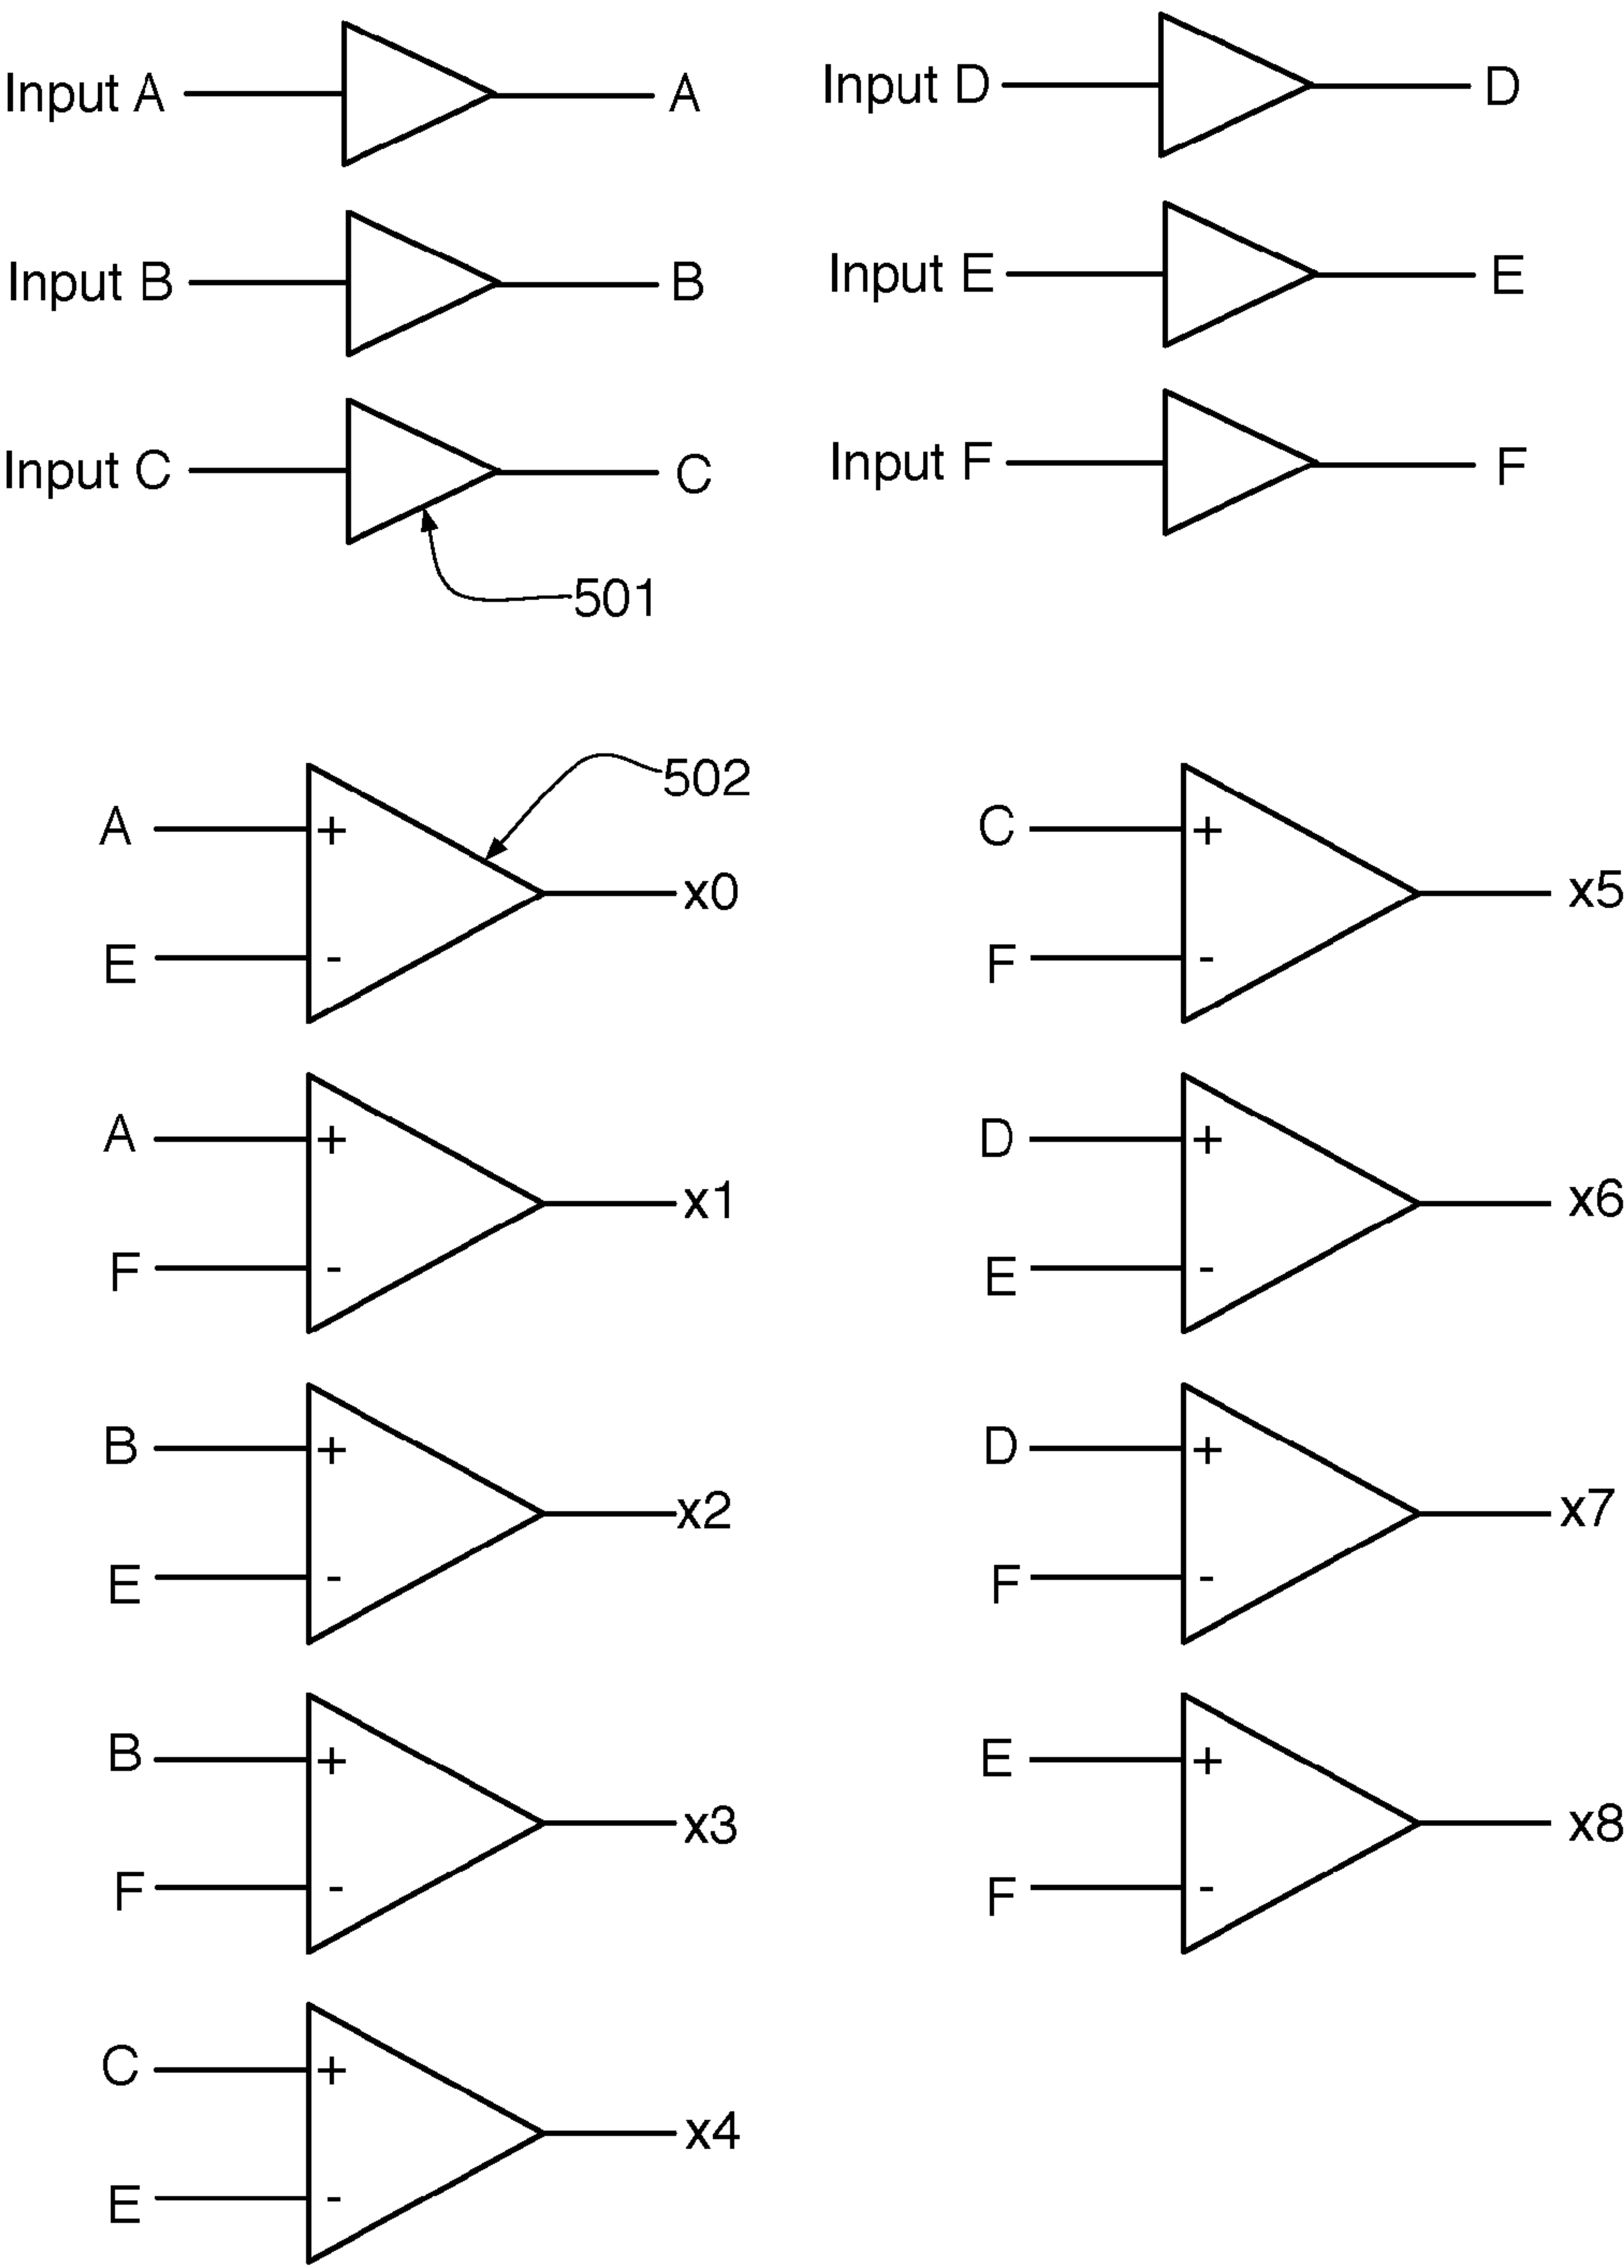 Input A A
Input D D
Input B B
Input E E
Input C C
Input F F
501
502
A + x0
E -
C + x5
F -
A + x1
F -
D + x6
E -
B + x2
E -
D + x7
F -
B + x3
F -
E + x8
F -
C + x4
E -